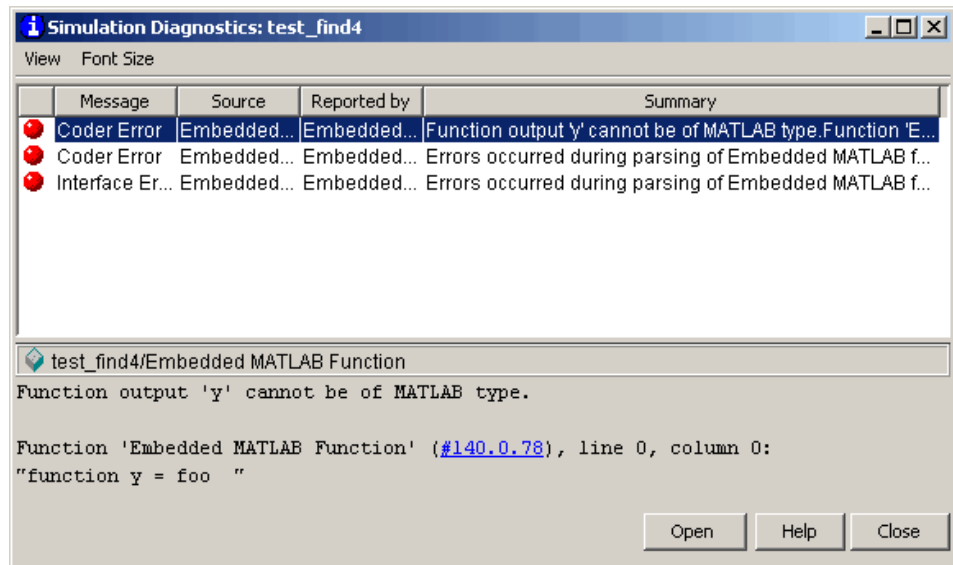 Simulation Diagnostics: test_find4
View Font Size
Message Source Reported by Summary
Coder Error Embedded... Embedded... Function output 'y' cannot be of MATLAB type.Function 'E...
Coder Error Embedded... Embedded... Errors occurred during parsing of Embedded MATLAB f...
Interface Er... Embedded... Embedded... Errors occurred during parsing of Embedded MATLAB f...
test_find4/Embedded MATLAB Function
Function output 'y' cannot be of MATLAB type.
Function 'Embedded MATLAB Function' (#140.0.78), line 0, column 0:
"function y = foo  "
Open Help Close